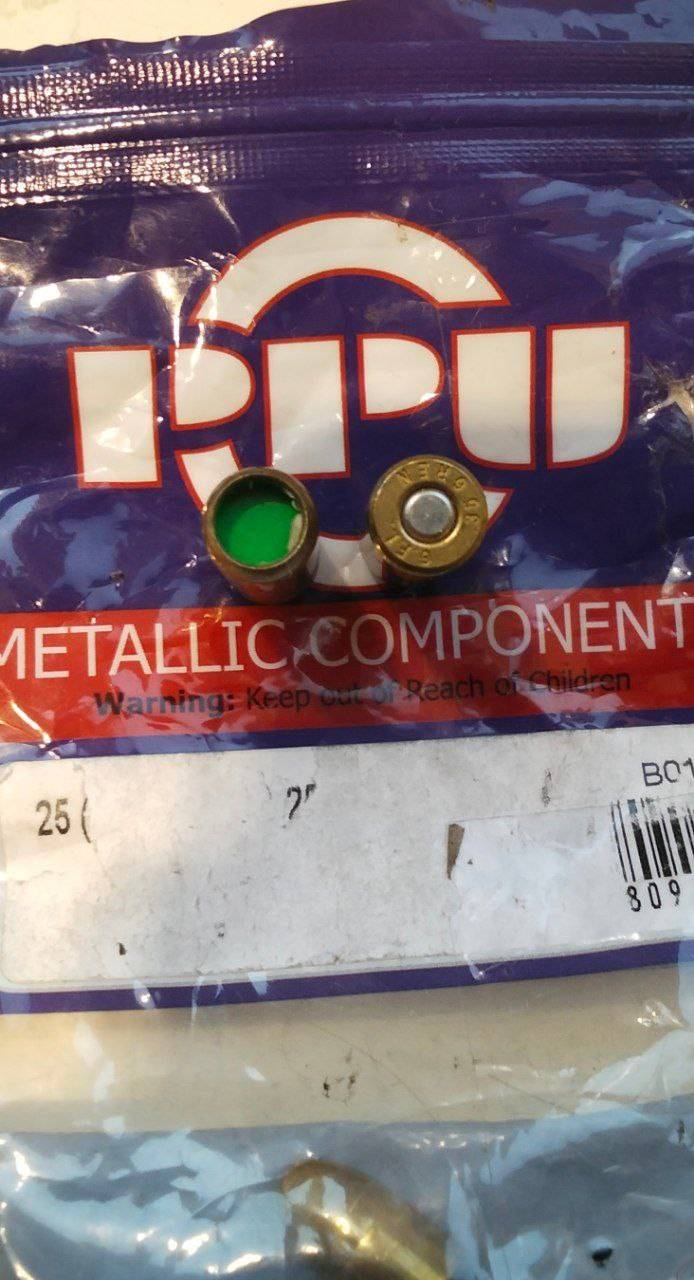 PPU
METALLIC COMPONENT
Warning: Keep out of Reach of Children
25 (
B01
809